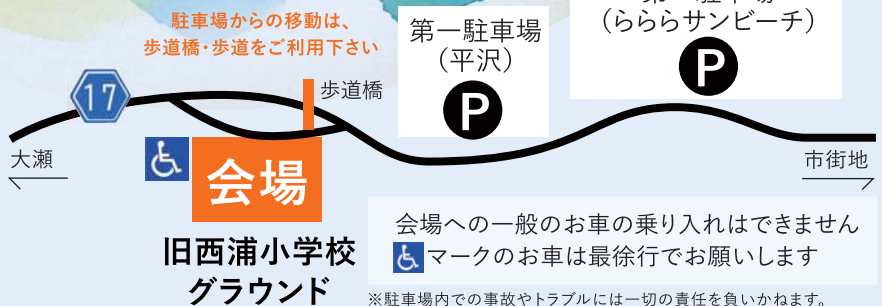 駐車場からの移動は、
歩道橋・歩道をご利用下さい
第一駐車場
(平沢)
P
(らららサンビーチ)
P
17
歩道橋
大瀬
会場
市街地
旧西浦小学校
グラウンド
会場への一般のお車の乗り入れはできません
マークのお車は最徐行でお願いします
※駐車場内での事故やトラブルには一切の責任を負いかねます。